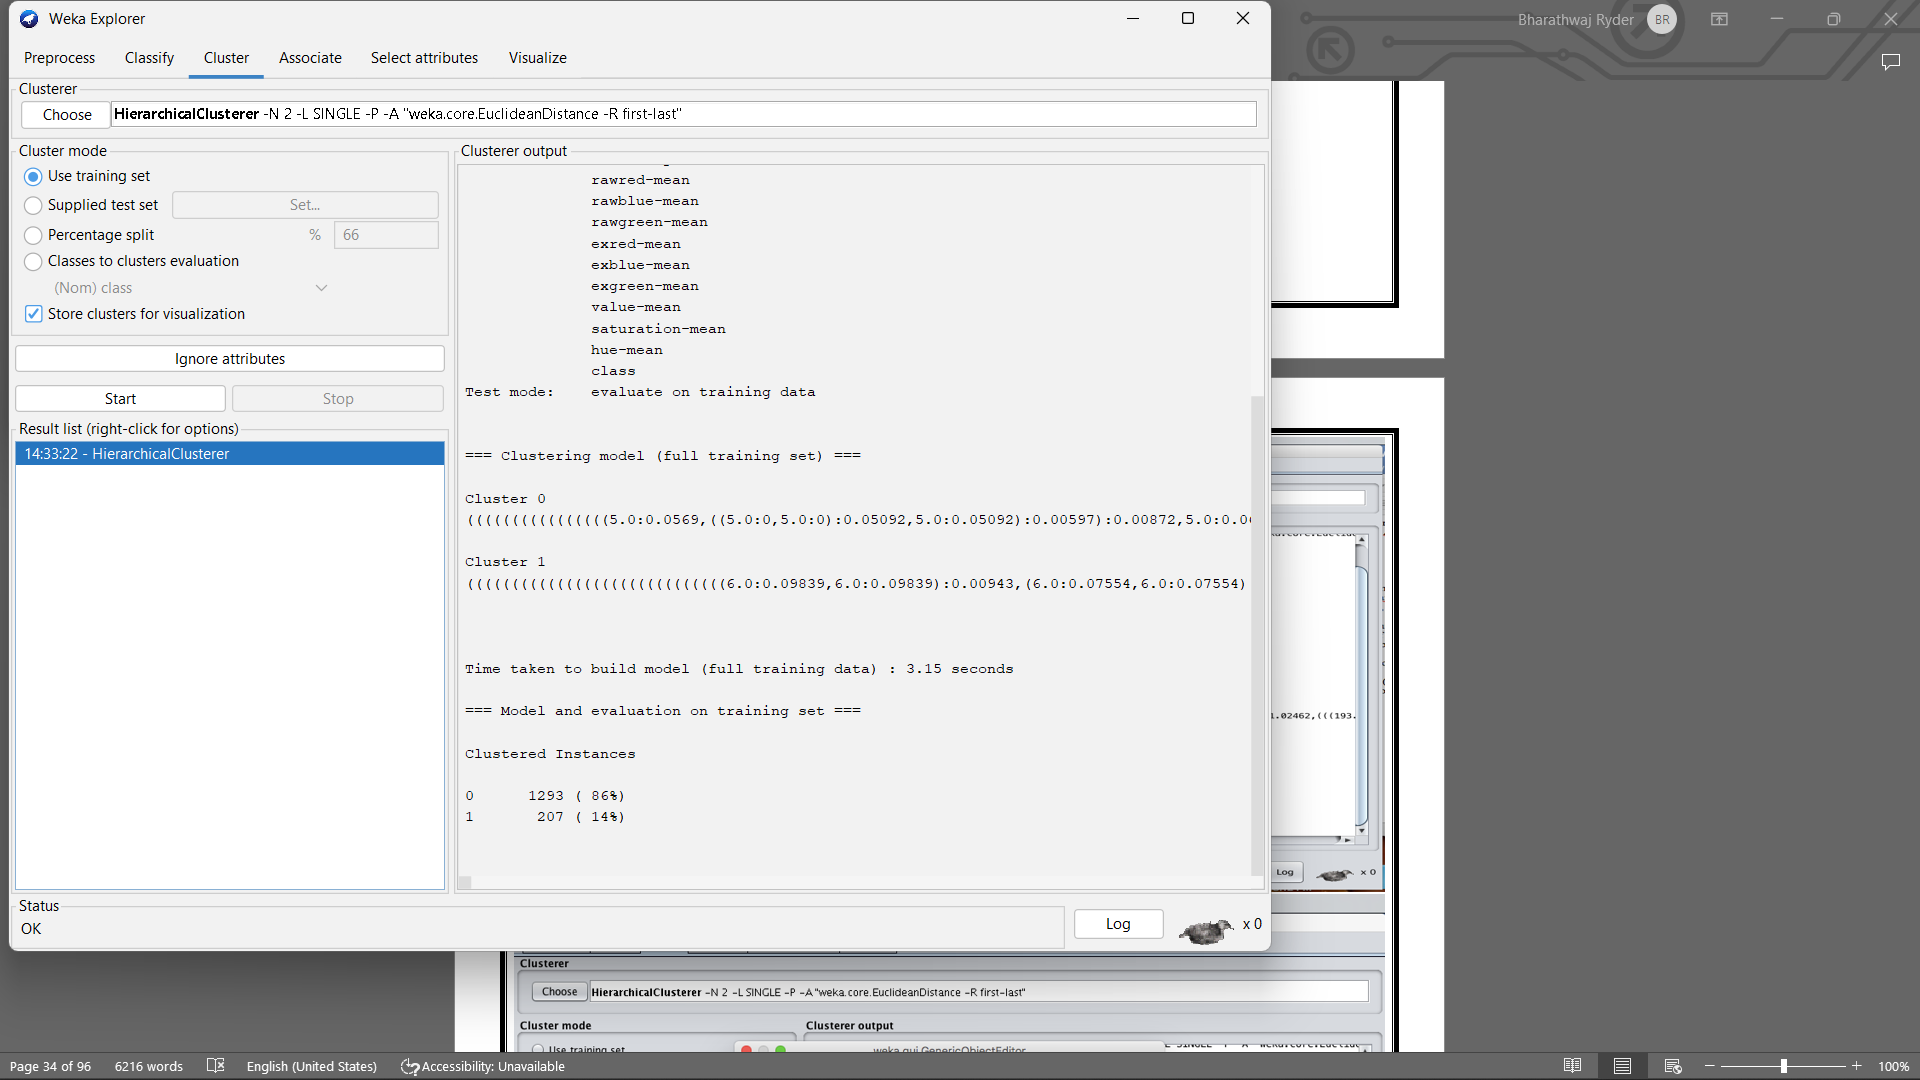 Weka Explorer
Bharathwaj Ryder
BR
Preprocess
Classify
Cluster
Associate
Select attributes
Visualize
Clusterer
Choose
HierarchicalClusterer -N 2 -L SINGLE -P -A "weka.core.EuclideanDistance -R first-last"
Cluster mode
Use training set
Supplied test set
Set...
Percentage split
%
66
Classes to clusters evaluation
(Nom) class
Store clusters for visualization
Ignore attributes
Start
Stop
Result list (right-click for options)
14:33:22 - HierarchicalClusterer
Clusterer output
rawred-mean
rawblue-mean
rawgreen-mean
exred-mean
exblue-mean
exgreen-mean
value-mean
saturation-mean
hue-mean
class
Test mode:    evaluate on training data
=== Clustering model (full training set) ===
Cluster 0
((((((((((((((((5.0:0.0569,((5.0:0,5.0:0):0.05092,5.0:0.05092):0.00597):0.00872,5.0:0.0
Cluster 1
(((((((((((((((((((((((((((((6.0:0.09839,6.0:0.09839):0.00943,(6.0:0.07554,6.0:0.07554)
Time taken to build model (full training data) : 3.15 seconds
=== Model and evaluation on training set ===
Clustered Instances
0      1293 ( 86%)
1       207 ( 14%)
Status
OK
Log
x 0
1.02462,(((193.
Log
x 0
Clusterer
Choose
HierarchicalClusterer -N 2 -L SINGLE -P -A "weka.core.EuclideanDistance -R first-last"
Cluster mode
Clusterer output
Use training set
weka.gui.GenericObjectEditor
Page 34 of 96
6216 words
English (United States)
Accessibility: Unavailable
100%